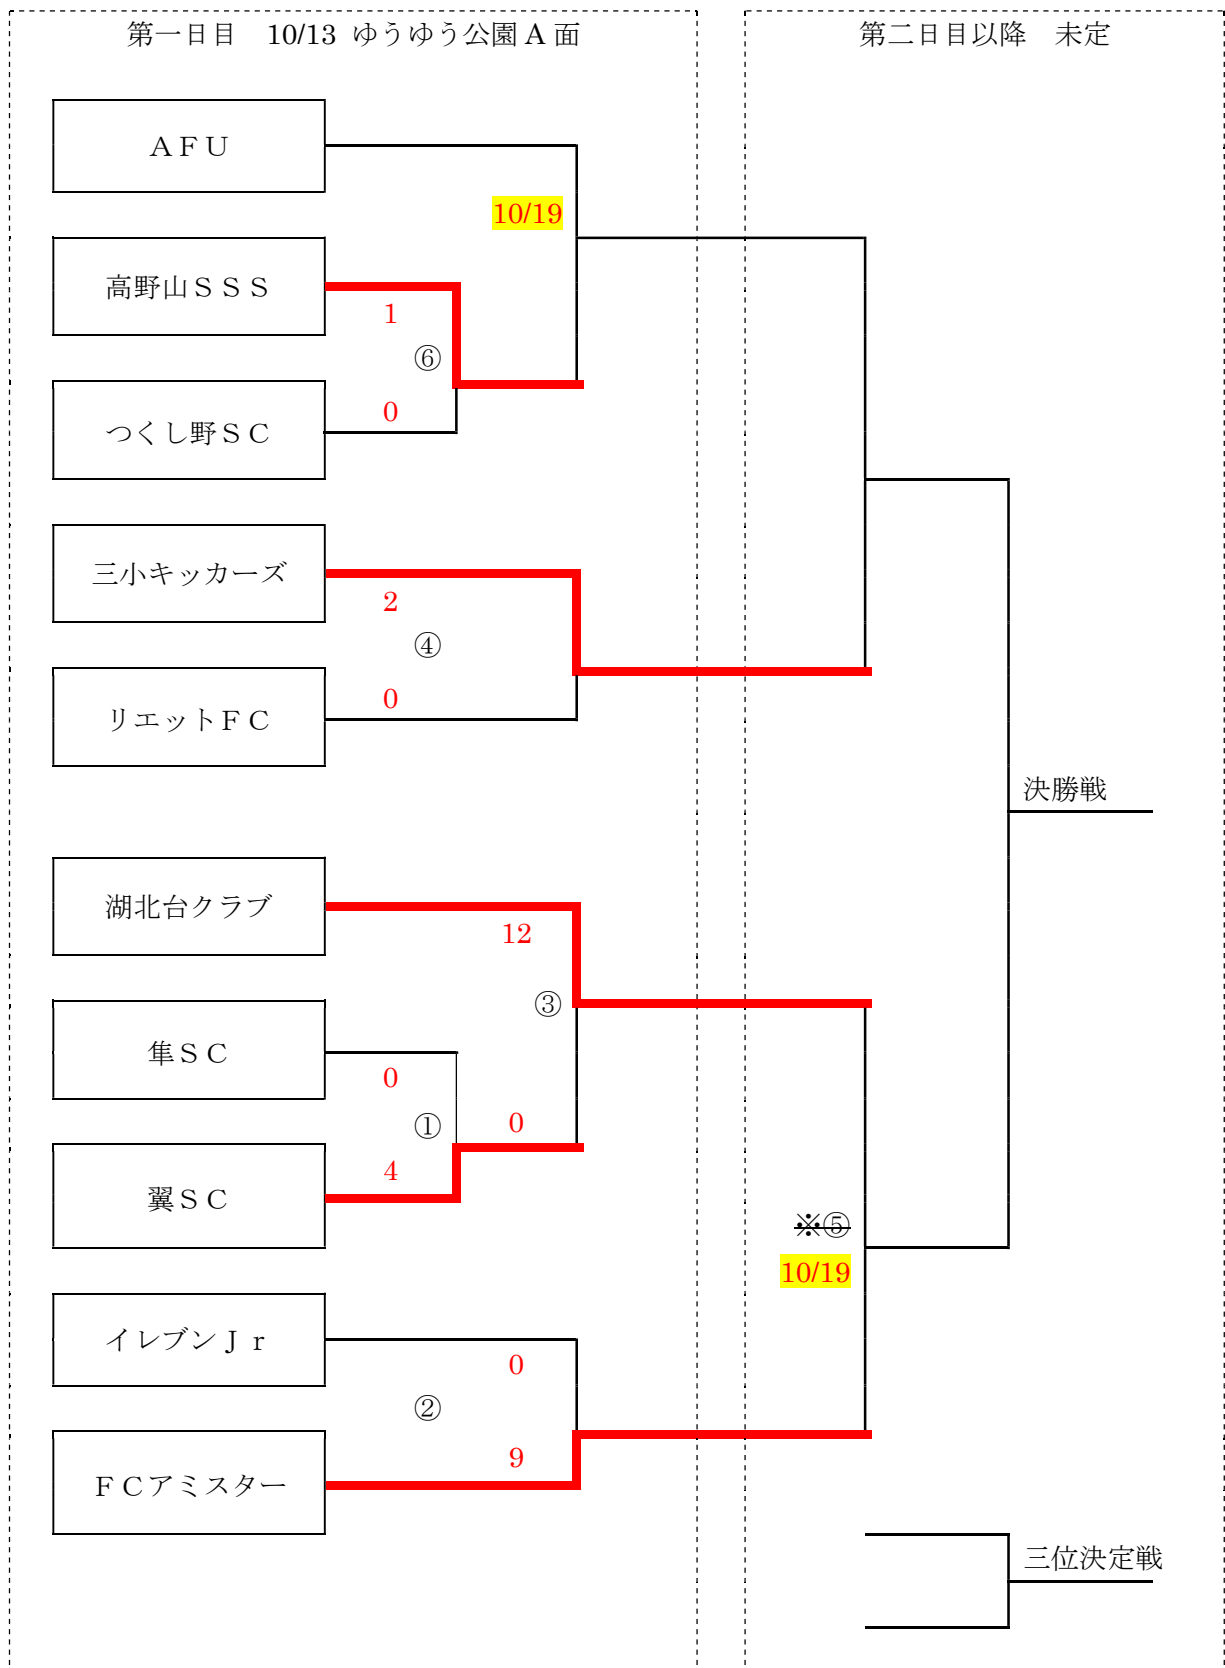 第一日目　10/13 ゆうゆう公園A面
第二日目以降　未定
ＡＦＵ
10/19
高野山ＳＳＳ
1
⑥
0
つくし野ＳＣ
三小キッカーズ
2
④
0
リエットＦＣ
決勝戦
湖北台クラブ
12
③
隼ＳＣ
0
①
0
4
翼ＳＣ
※⑤
10/19
イレブンＪｒ
0
②
9
ＦＣアミスター
三位決定戦